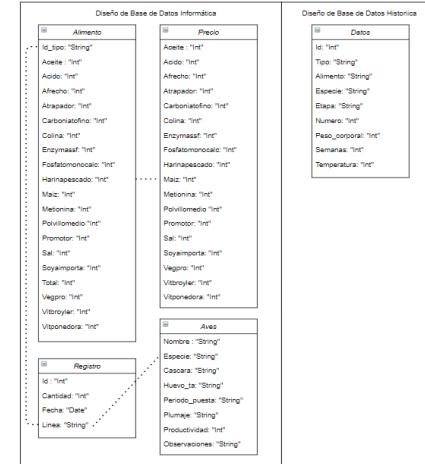 Diseño de Base de Datos Informática
Alimento
Id_tipo: "String"
Aceite : "Int"
Acido: "Int"
Afrecho: "Int"
Atrapador: "Int"
Carboniatofino: "Int"
Colina: "Int"
Enzymassf: "Int"
Fosfatomonocalc: "Int"
Harinapescado: "Int"
Maiz: "Int"
Metionina: "Int"
Polvillomedio: "Int"
Promotor: "Int"
Sal: "Int"
Soyaimporta: "Int"
Total: "Int"
Vegpro: "Int"
Vitbroyler: "Int"
Vitponedora: "Int"
Precio
Aceite : "Int"
Acido: "Int"
Afrecho: "Int"
Atrapador: "Int"
Carboniatofino: "Int"
Colina: "Int"
Enzymassf: "Int"
Fosfatomonocalc: "Int"
Harinapescado: "Int"
Maiz: "Int"
Metionina: "Int"
Polvillomedio "Int"
Promotor: "Int"
Sal: "Int"
Soyaimporta: "Int"
Vegpro: "Int"
Vitbroyler: "Int"
Vitponedora: "Int"
Registro
Id : "Int"
Cantidad: "Int"
Fecha: "Date"
Linea: "String"
Aves
Nombre : "String"
Especie: "String"
Cascara: "String"
Huevo_ta: "String"
Periodo_puesta: "String"
Plumaje: "String"
Productividad: "Int"
Observaciones: "String"
Diseño de Base de Datos Historica
Datos
Id: "Int"
Tipo: "String"
Alimento: "String"
Especie: "String"
Etapa: "String"
Numero: "Int"
Peso_corporal: "Int"
Semanas: "Int"
Temperatura: "Int"